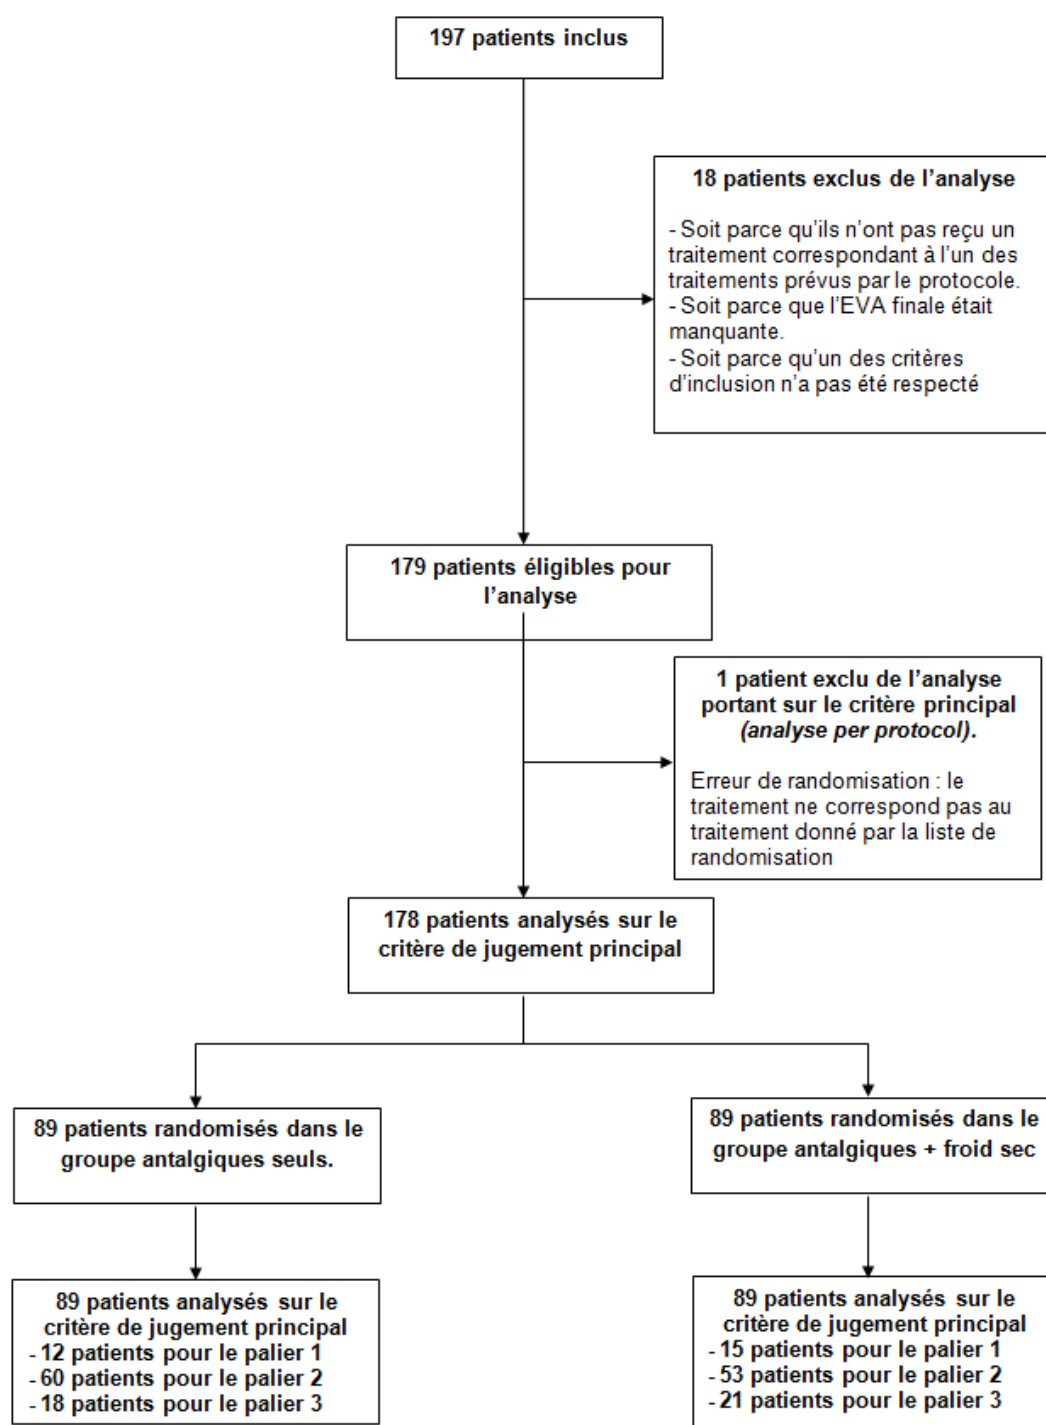 197 patients inclus
18 patients exclus de l'analyse
- Soit parce qu'ils n'ont pas reçu un
traitement correspondant à l'un des
traitements prévus par le protocole.
- Soit parce que l'EVA finale était
manquante.
- Soit parce qu'un des critères
d'inclusion n'a pas été respecté
179 patients éligibles pour
l'analyse
1 patient exclu de l'analyse
portant sur le critère principal
(analyse per protocol).
Erreur de randomisation : le
traitement ne correspond pas au
traitement donné par la liste de
randomisation
178 patients analysés sur le
critère de jugement principal
89 patients randomisés dans le
groupe antalgiques seuls.
89 patients randomisés dans le
groupe antalgiques + froid sec
89 patients analysés sur le
critère de jugement principal
- 12 patients pour le palier 1
- 60 patients pour le palier 2
- 18 patients pour le palier 3
89 patients analysés sur le
critère de jugement principal
- 15 patients pour le palier 1
- 53 patients pour le palier 2
- 21 patients pour le palier 3